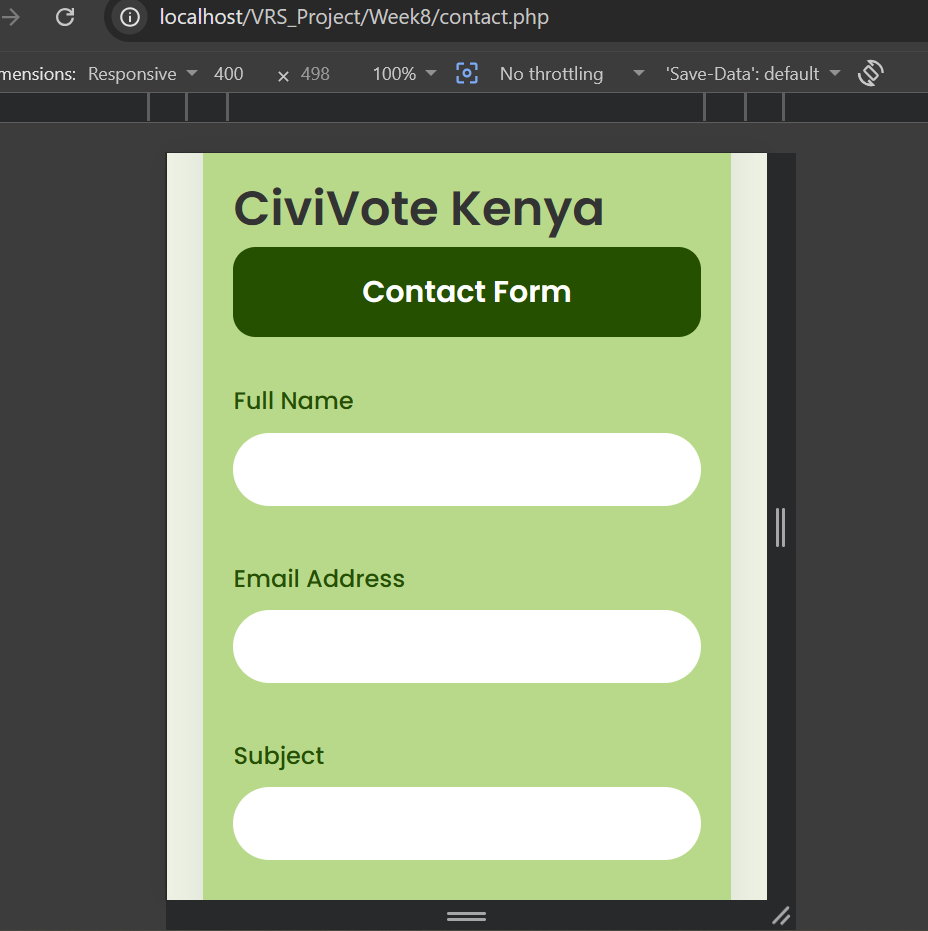 localhost/VRS_Project/Week8/contact.php
mensions: Responsive 400 × 498 100% No throttling 'Save-Data': default
CiviVote Kenya
Contact Form
Full Name
Email Address
Subject